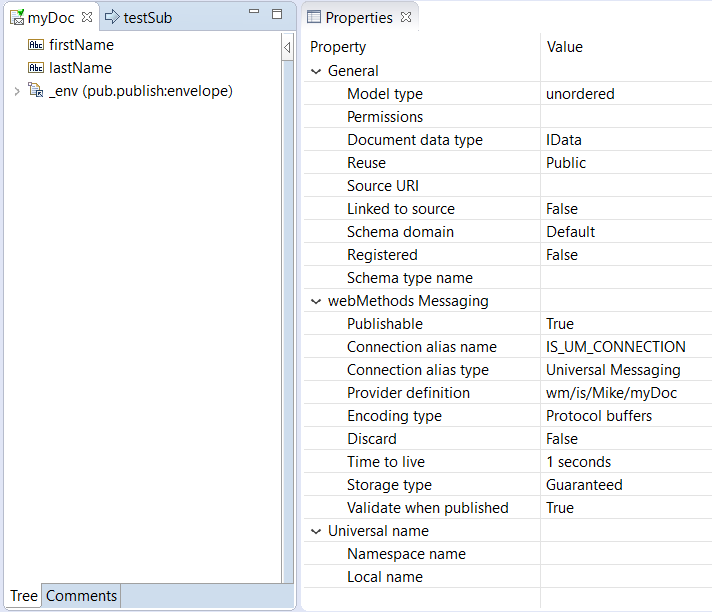 myDoc
testSub
Abc firstName
Abc lastName
_env (pub.publish:envelope)
Tree
Comments
Properties
Property Value
General
Model type unordered
Permissions
Document data type IData
Reuse Public
Source URI
Linked to source False
Schema domain Default
Registered False
Schema type name
webMethods Messaging
Publishable True
Connection alias name IS_UM_CONNECTION
Connection alias type Universal Messaging
Provider definition wm/is/Mike/myDoc
Encoding type Protocol buffers
Discard False
Time to live 1 seconds
Storage type Guaranteed
Validate when published True
Universal name
Namespace name
Local name